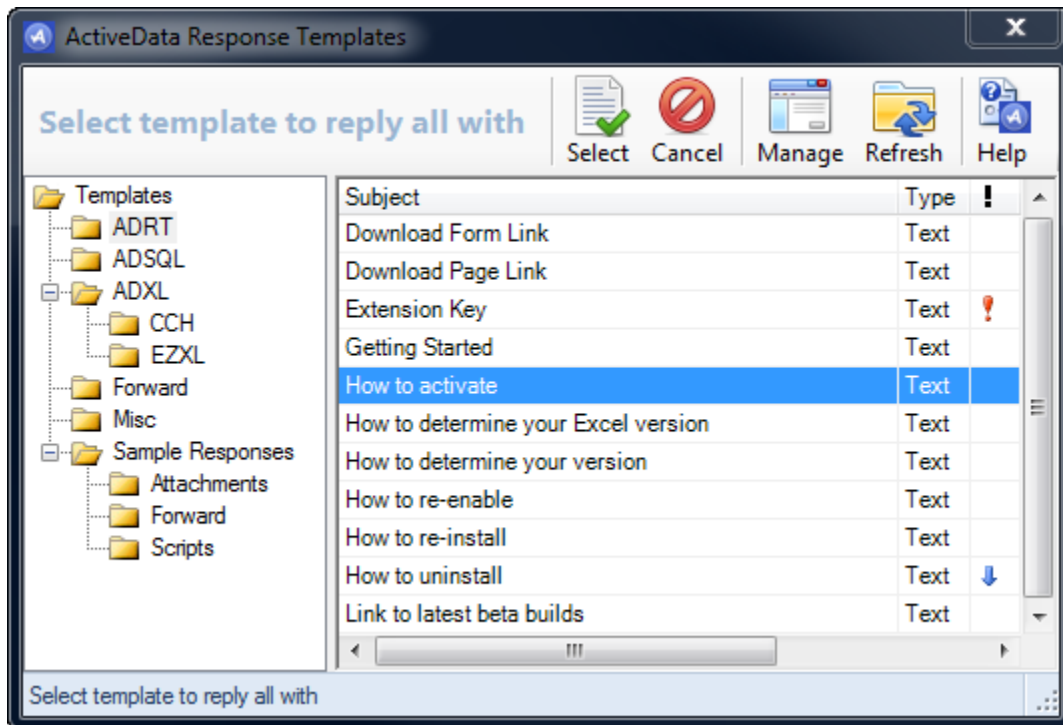 ActiveData Response Templates
Select template to reply all with
Select Cancel Manage Refresh Help
Templates
ADRT
ADSQL
ADXL
CCH
EZXL
Forward
Misc
Sample Responses
Attachments
Forward
Scripts
Subject Type !
Download Form Link Text
Download Page Link Text
Extension Key Text
Getting Started Text
How to activate Text
How to determine your Excel version Text
How to determine your version Text
How to re-enable Text
How to re-install Text
How to uninstall Text
Link to latest beta builds Text
Select template to reply all with